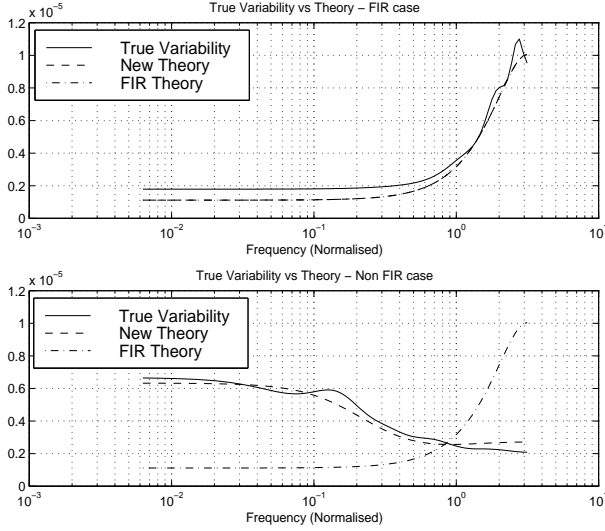 True Variability vs Theory – FIR case
x 10⁻⁵
1.2
1
0.8
0.6
0.4
0.2
0
True Variability
New Theory
FIR Theory
10⁻³ 10⁻² 10⁻¹ 10⁰ 10¹
Frequency (Normalised)
True Variability vs Theory – Non FIR case
x 10⁻⁵
1.2
1
0.8
0.6
0.4
0.2
0
True Variability
New Theory
FIR Theory
10⁻³ 10⁻² 10⁻¹ 10⁰ 10¹
Frequency (Normalised)